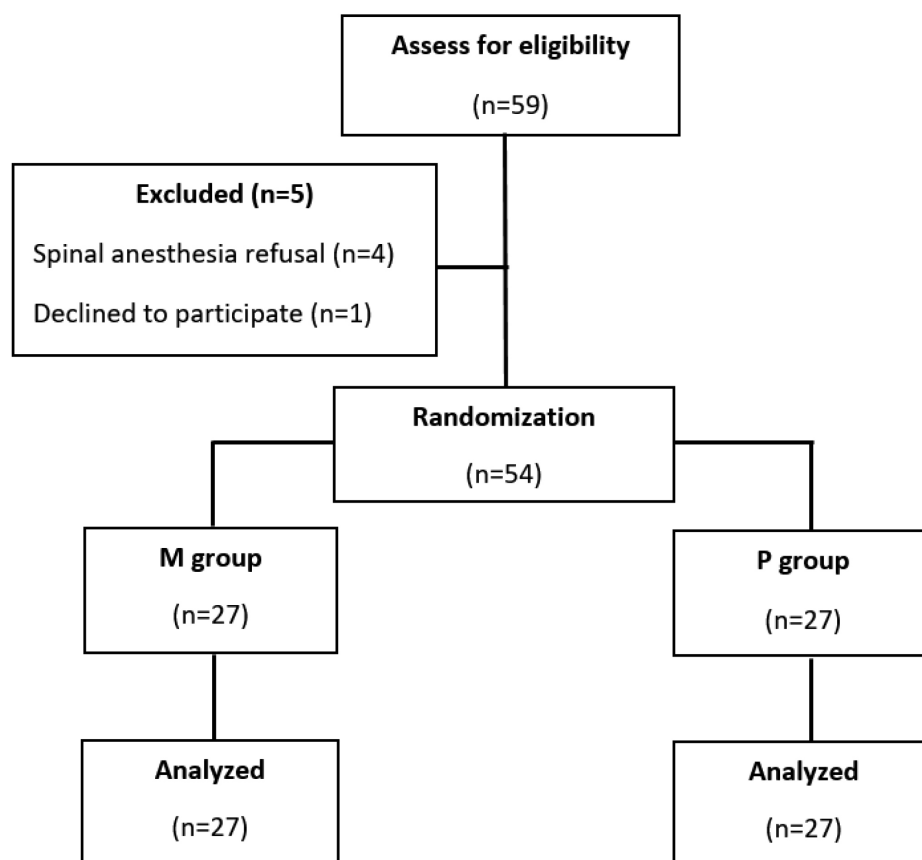 Assess for eligibility
(n=59)
Excluded (n=5)
Spinal anesthesia refusal (n=4)
Declined to participate (n=1)
Randomization
(n=54)
M group
(n=27)
P group
(n=27)
Analyzed
(n=27)
Analyzed
(n=27)